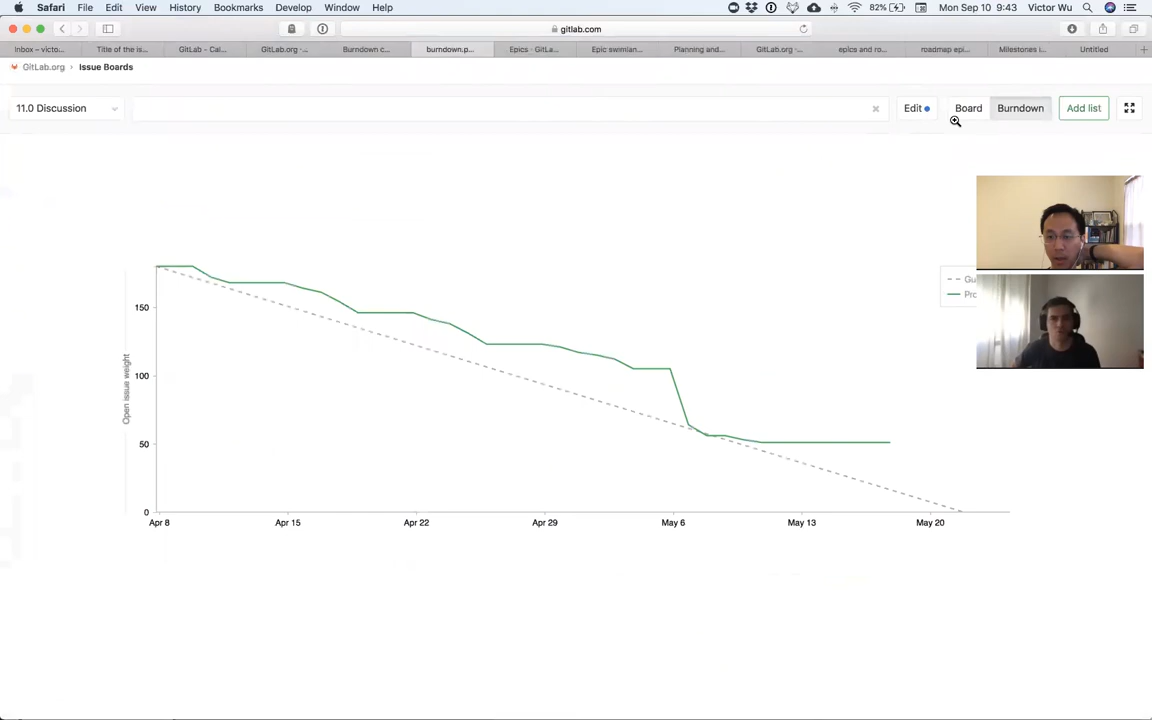 Safari File Edit View History Bookmarks Develop Window Help 82% Mon Sep 10 9:43 Victor Wu
gitlab.com
Inbox – victo... Title of the is... GitLab - Cal... GitLab.org -... Burndown c... burndown.p... Epics · GitLa... Epic swimlan... Planning and... GitLab.org -... epics and ro... roadmap epi... Milestones i... Untitled
GitLab.org › Issue Boards
11.0 Discussion Edit Board Burndown Add list
Gu
Pro
Open issue weight
150
100
50
0
Apr 8 Apr 15 Apr 22 Apr 29 May 6 May 13 May 20